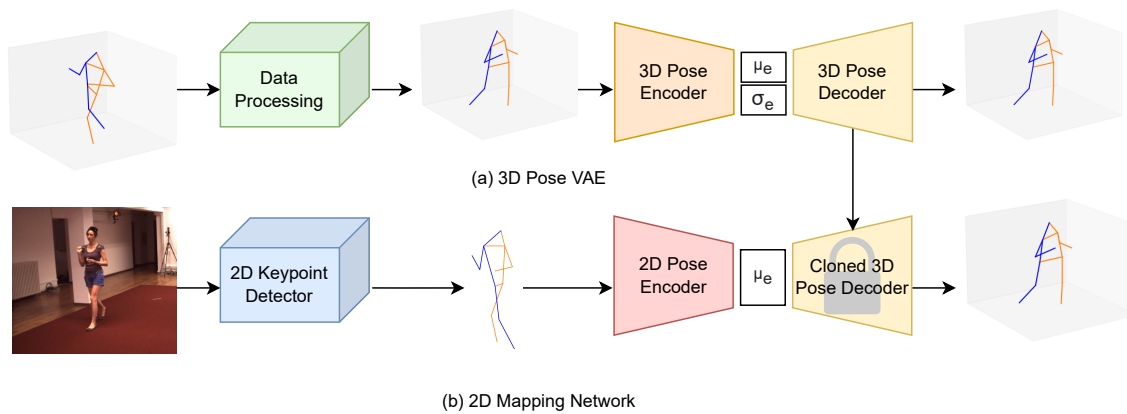 Data
Processing
3D Pose
Encoder
μe
σe
3D Pose
Decoder
(a) 3D Pose VAE
2D Keypoint
Detector
2D Pose
Encoder
μe
Cloned 3D
Pose Decoder
(b) 2D Mapping Network